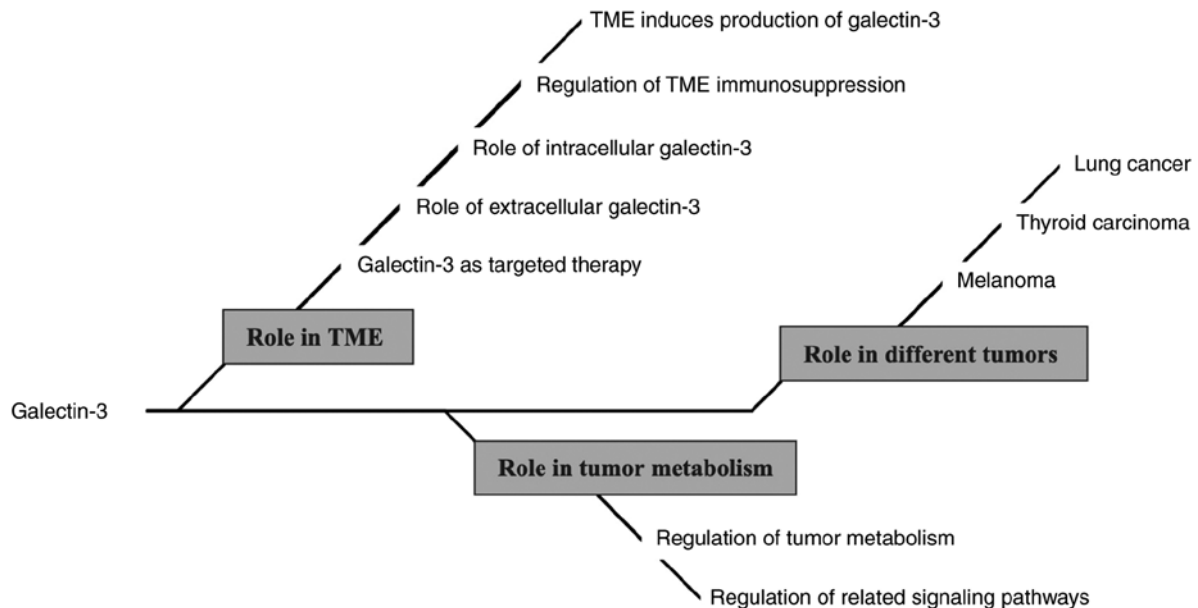 TME induces production of galectin-3
Regulation of TME immunosuppression
Role of intracellular galectin-3
Role of extracellular galectin-3
Galectin-3 as targeted therapy
Role in TME
Lung cancer
Thyroid carcinoma
Melanoma
Role in different tumors
Galectin-3
Role in tumor metabolism
Regulation of tumor metabolism
Regulation of related signaling pathways